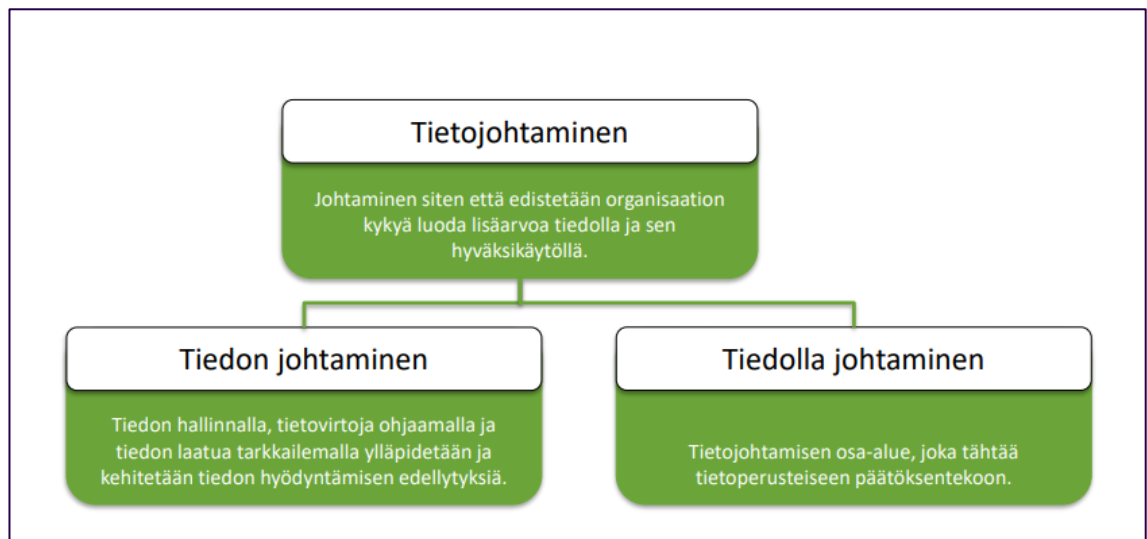 Tietojohtaminen
Johtaminen siten että edistetään organisaation
kykyä luoda lisäarvoa tiedolla ja sen
hyväksikäytöllä.
Tiedon johtaminen
Tiedon hallinnalla, tietovirtoja ohjaamalla ja
tiedon laatua tarkkailemalla ylläpidetään ja
kehitetään tiedon hyödyntämisen edellytyksiä.
Tiedolla johtaminen
Tietojohtamisen osa-alue, joka tähtää
tietoperusteiseen päätöksentekoon.